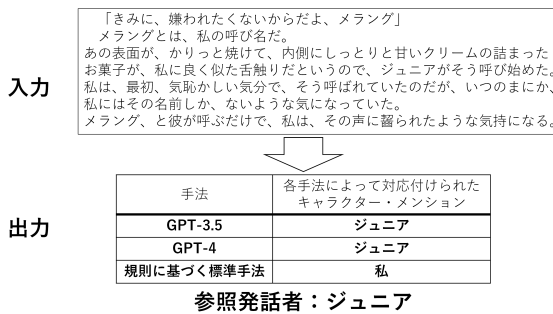 「きみに、嫌われたくないからだよ、メラング」
メラングとは、私の呼び名だ。
あの表面が、かりっと焼けて、内側にしっとりと甘いクリームの詰まった
お菓子が、私に良く似た舌触りだというので、ジュニアがそう呼び始めた。
私は、最初、気恥かしい気分で、そう呼ばれていたのだが、いつのまにか、
私にはその名前しか、ないような気になっていた。
メラング、と彼が呼ぶだけで、私は、その声に齧られたような気持になる。
入力
手法
各手法によって対応付けられた
キャラクター・メンション
GPT-3.5 ジュニア
GPT-4 ジュニア
規則に基づく標準手法 私
出力
参照発話者：ジュニア